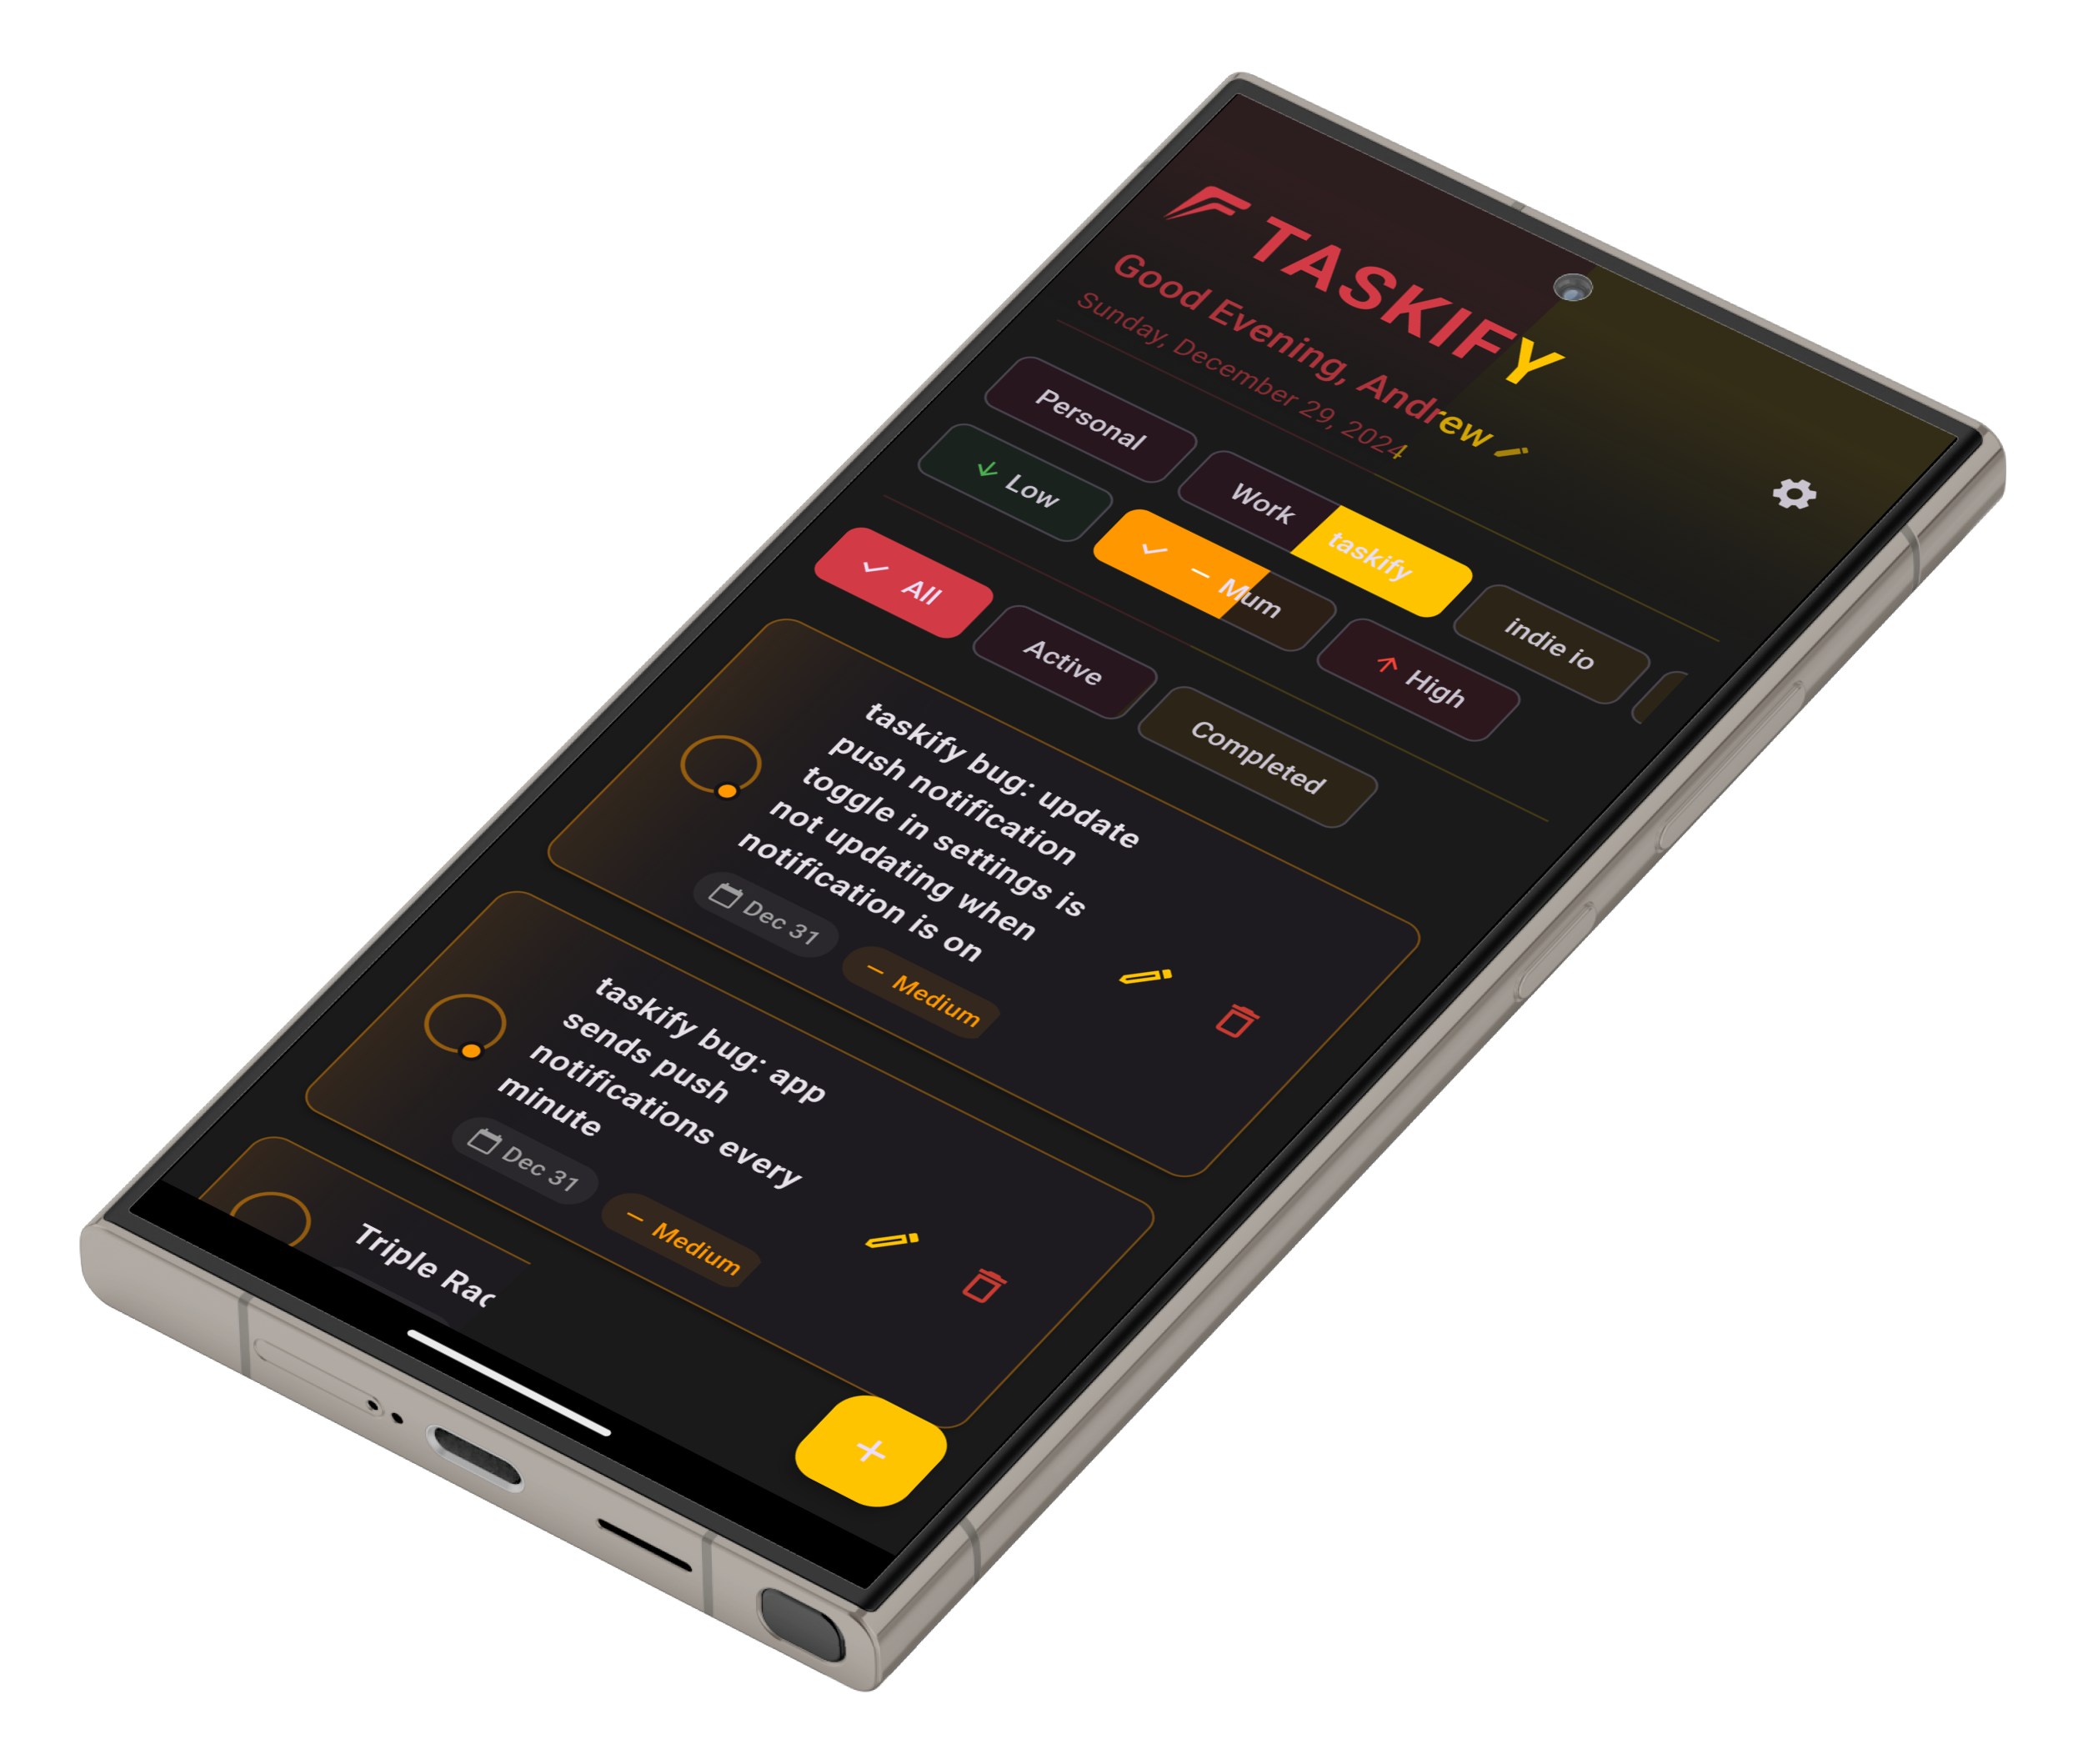 TASKIFY
Good Evening, Andrew
Sunday, December 29, 2024
Personal
Work
taskify
indie io
Low
– Mum
High
All
Active
Completed
taskify bug: update
push notification
toggle in settings is
not updating when
notification is on
Dec 31
– Medium
taskify bug: app
sends push
notifications every
minute
Dec 31
– Medium
Triple